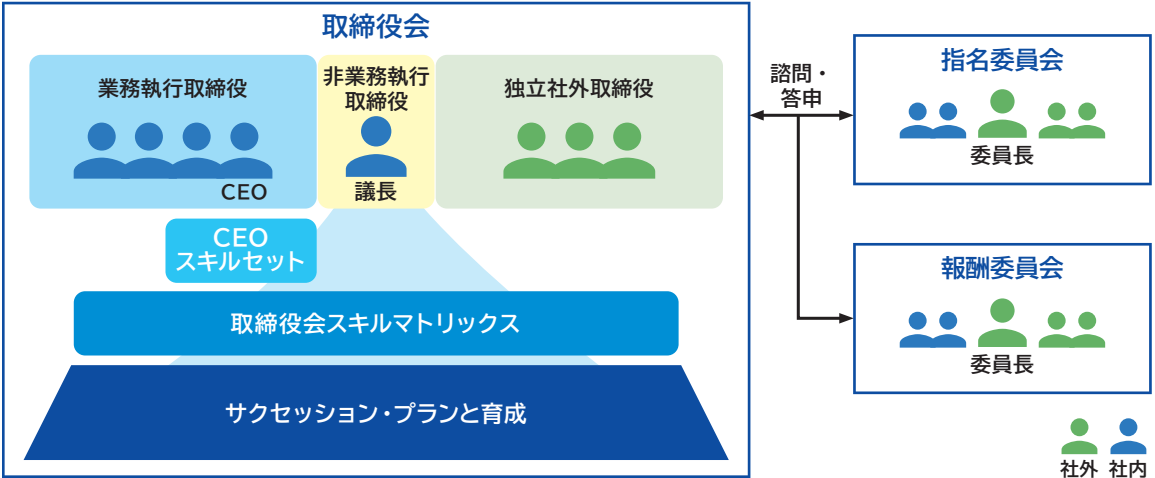 取締役会
業務執行取締役
CEO
非業務執行
取締役
議長
独立社外取締役
CEO
スキルセット
取締役会スキルマトリックス
サクセッション・プランと育成
諮問・
答申
指名委員会
委員長
報酬委員会
委員長
社外
社内